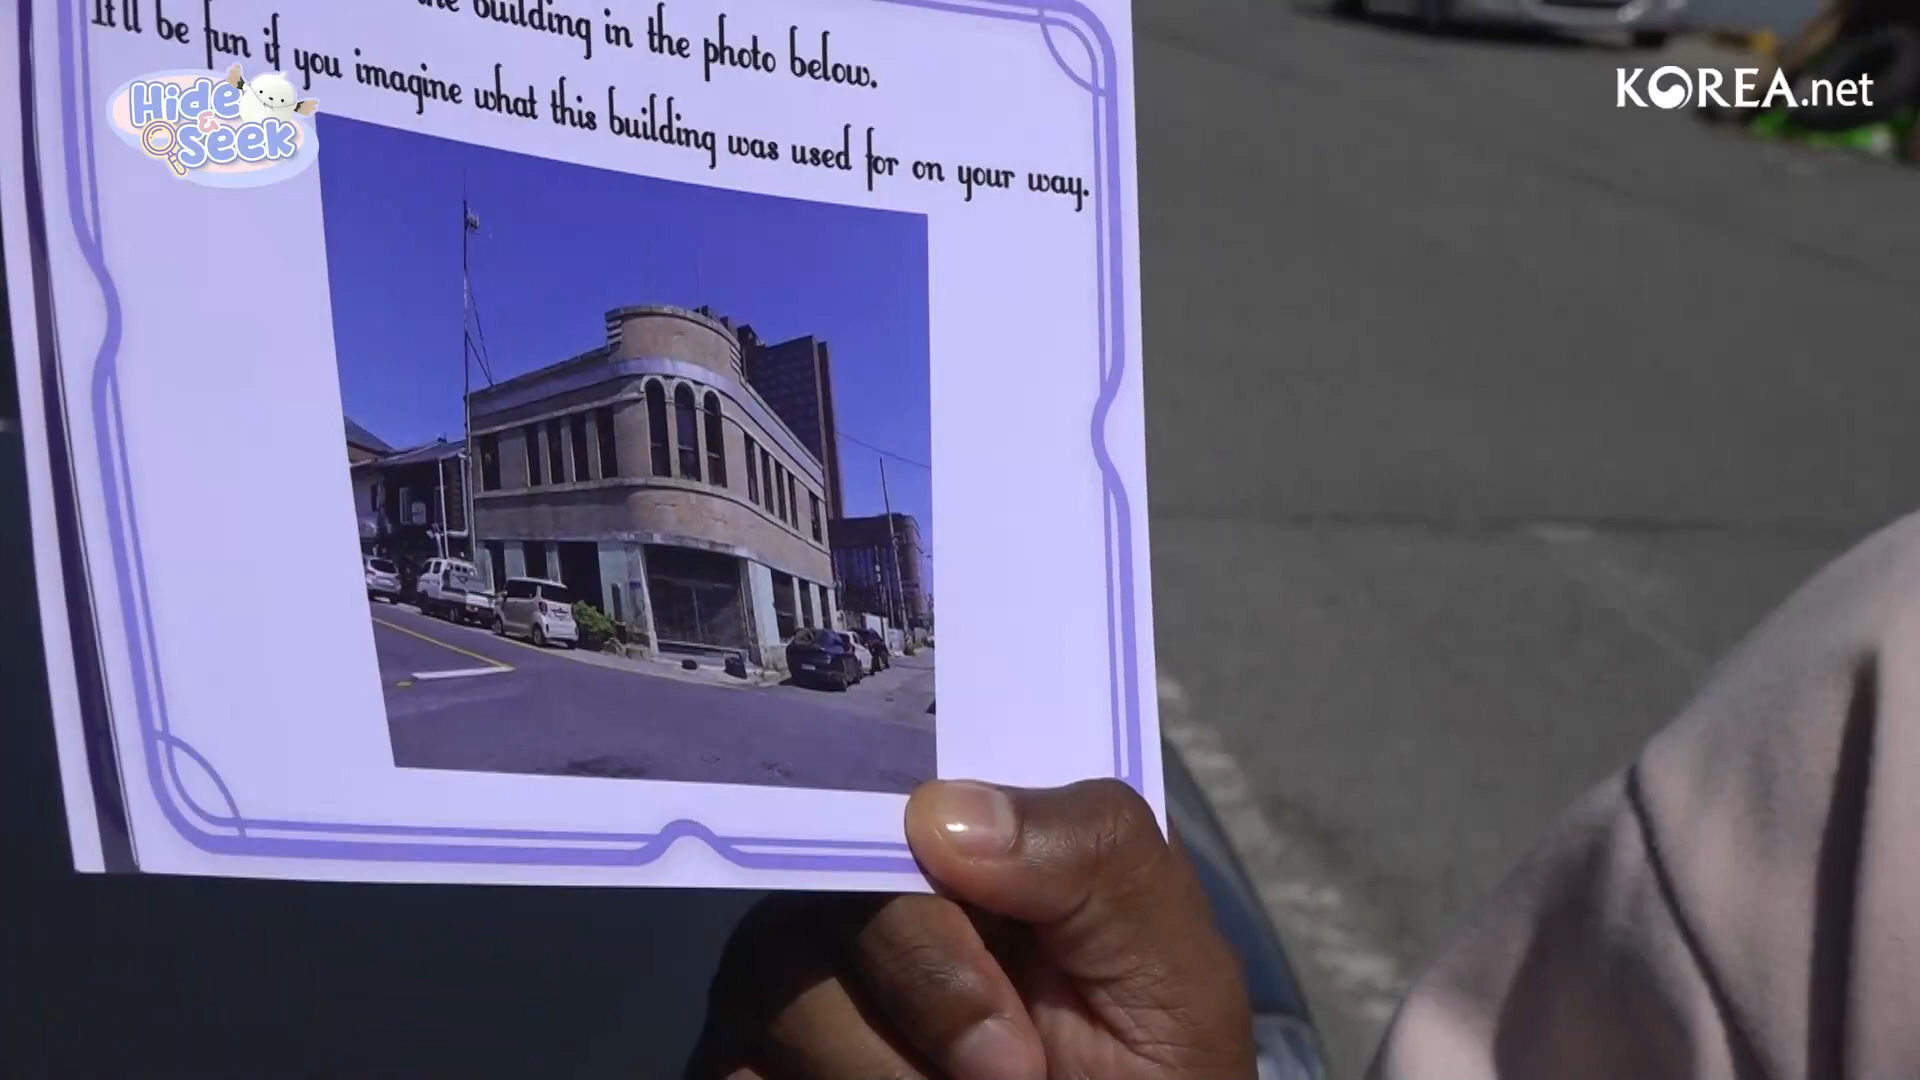 the building in the photo below.
It'll be fun if you imagine what this building was used for on your way.
Hide
&
Seek
KOREA.net